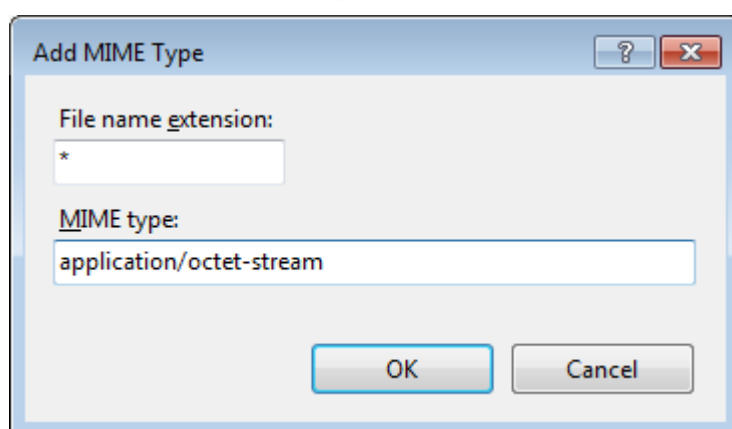 Add MIME Type
?
File name extension:
*
MIME type:
application/octet-stream
OK
Cancel